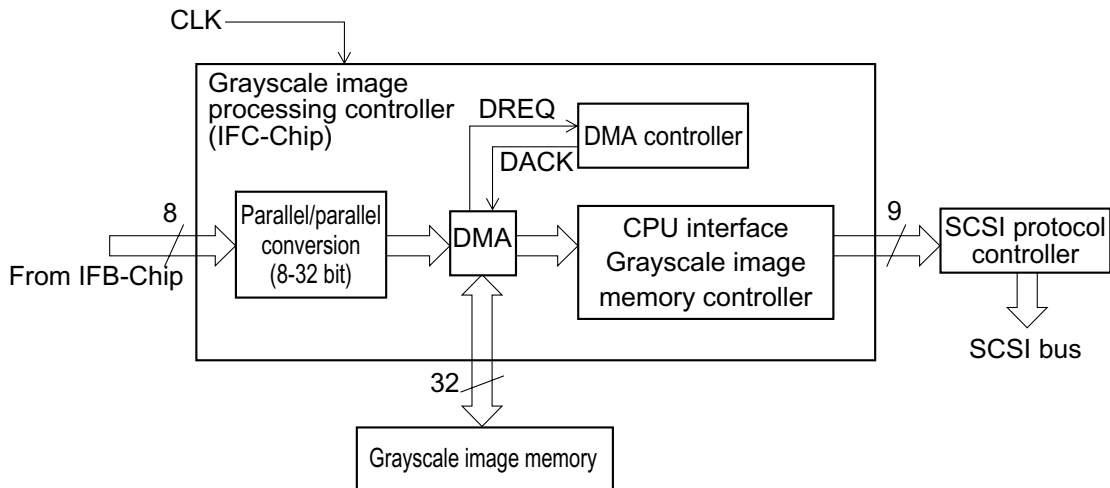 CLK
Grayscale image
processing controller
(IFC-Chip)
DREQ
DMA controller
DACK
8
Parallel/parallel
conversion
(8-32 bit)
DMA
CPU interface
Grayscale image
memory controller
9
SCSI protocol
controller
From IFB-Chip
SCSI bus
32
Grayscale image memory